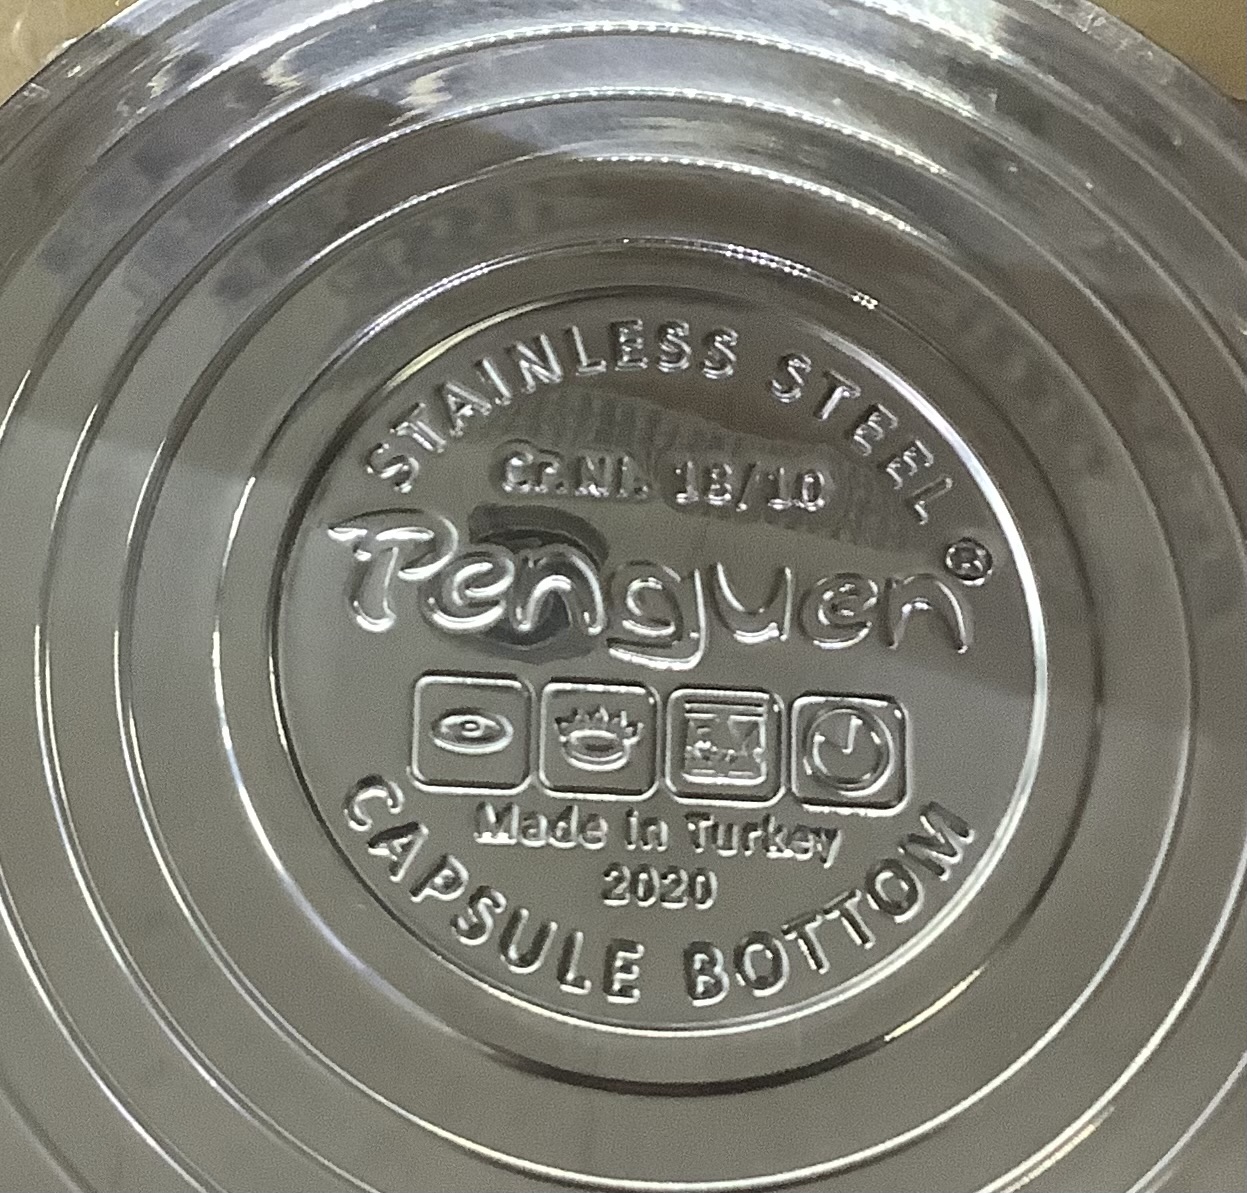 STAINLESS STEEL
CR.NI. 18/10
Penguen®
Made in Turkey
2020
CAPSULE BOTTOM